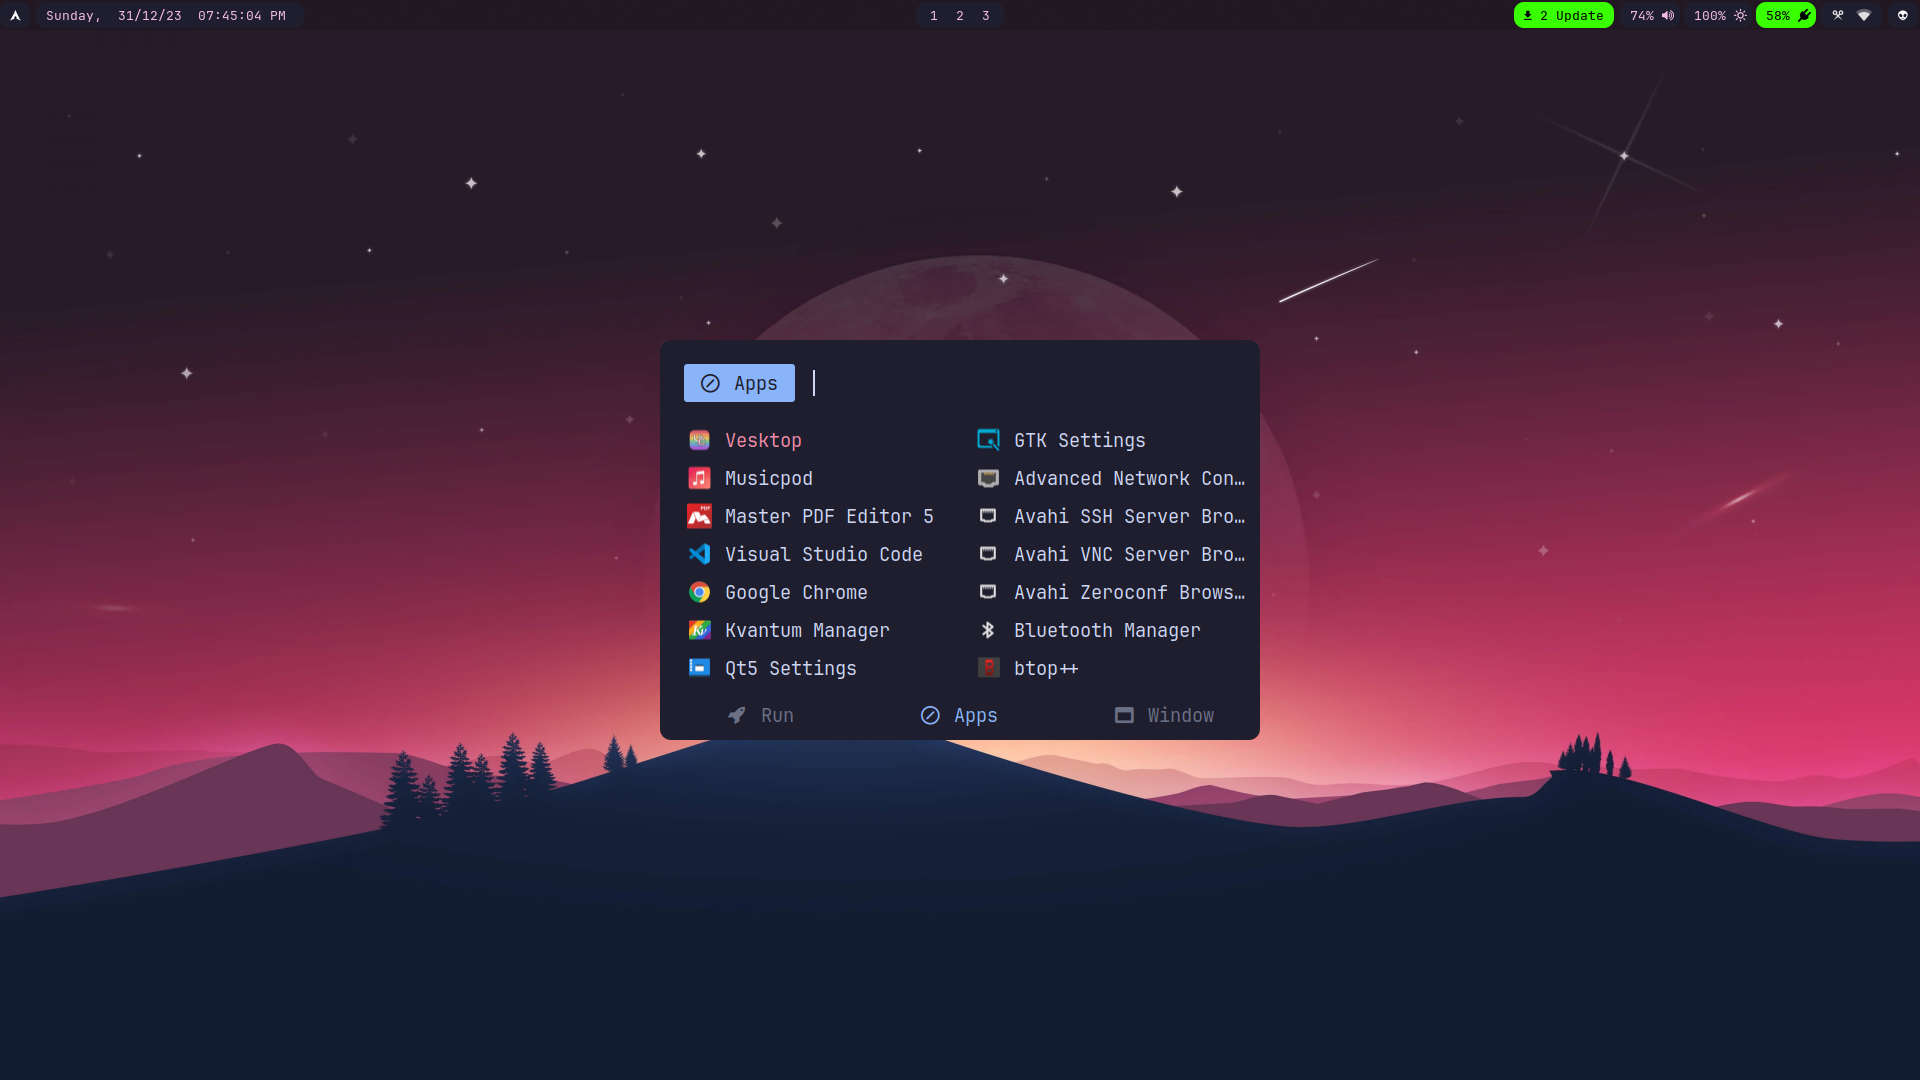 Sunday, 31/12/23 07:45:04 PM
1 2 3
2 Update 74% 100% 58%
Apps
Vesktop
Musicpod
Master PDF Editor 5
Visual Studio Code
Google Chrome
Kvantum Manager
Qt5 Settings
GTK Settings
Advanced Network Con…
Avahi SSH Server Bro…
Avahi VNC Server Bro…
Avahi Zeroconf Brows…
Bluetooth Manager
btop++
Run Apps Window